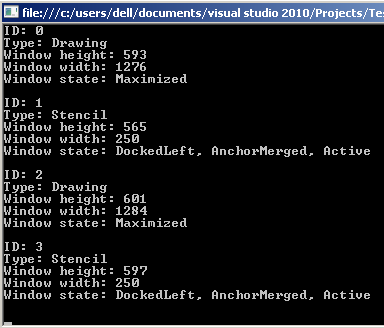 file:///c:/users/dell/documents/visual studio 2010/Projects/Te
ID: 0
Type: Drawing
Window height: 593
Window width: 1276
Window state: Maximized
ID: 1
Type: Stencil
Window height: 565
Window width: 250
Window state: DockedLeft, AnchorMerged, Active
ID: 2
Type: Drawing
Window height: 601
Window width: 1284
Window state: Maximized
ID: 3
Type: Stencil
Window height: 597
Window width: 250
Window state: DockedLeft, AnchorMerged, Active